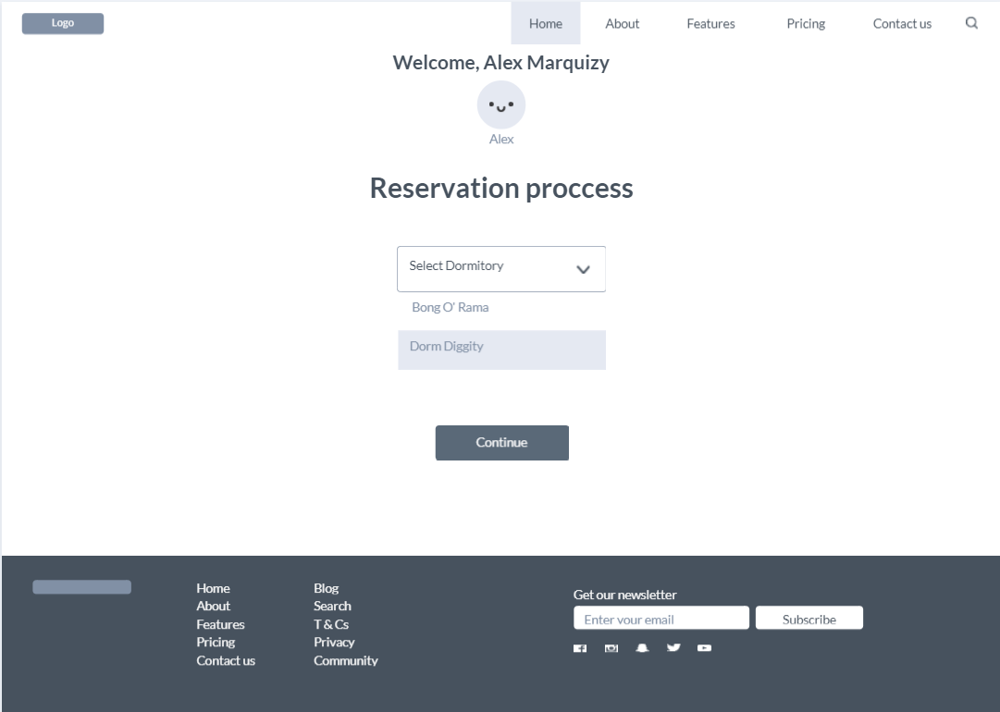 Logo
Home About Features Pricing Contact us
Welcome, Alex Marquizy
Alex
Reservation proccess
Select Dormitory
Bong O' Rama
Dorm Diggity
Continue
Home
About
Features
Pricing
Contact us
Blog
Search
T & Cs
Privacy
Community
Get our newsletter
Enter your email
Subscribe